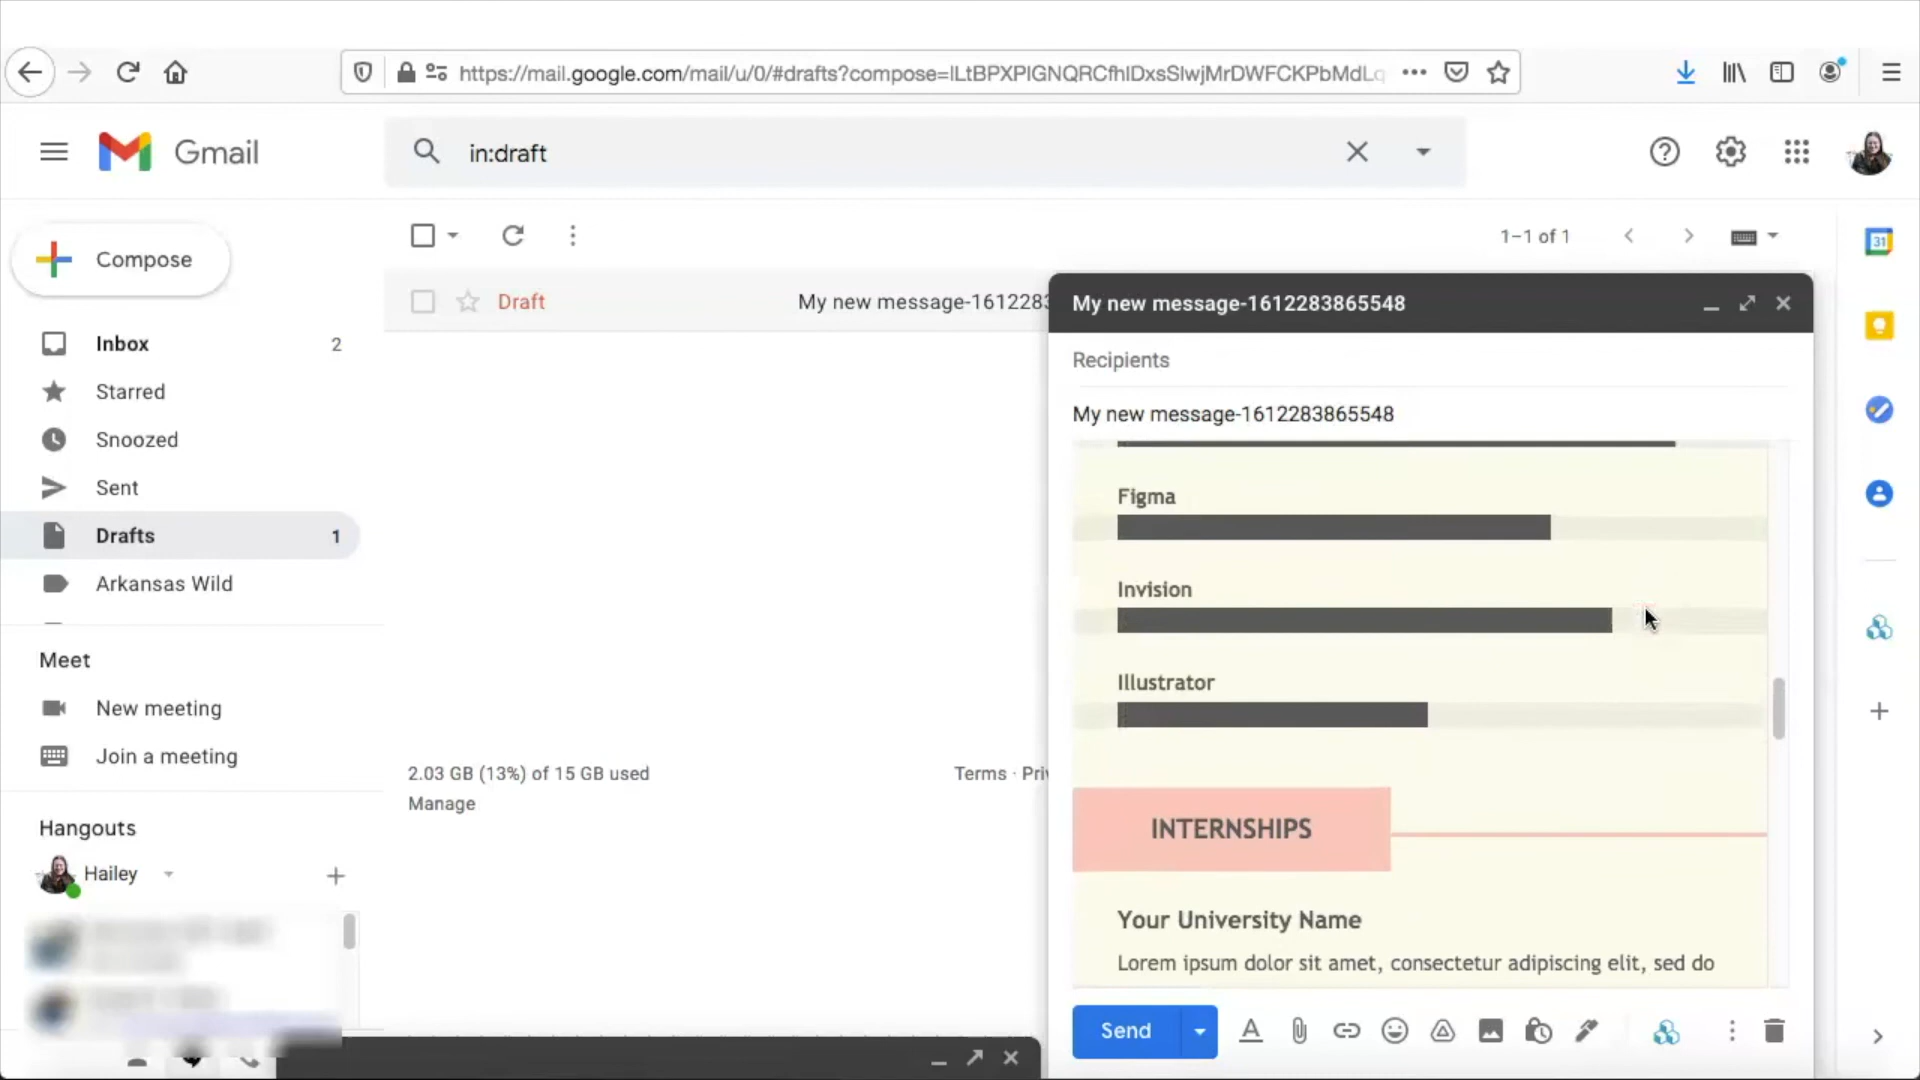 https://mail.google.com/mail/u/0/#drafts?compose=lLtBPXPlGNQRCfhlDxsSlwjMrDWFCKPbMdLq
Gmail
in:draft
Compose
1–1 of 1
31
Inbox 2
Starred
Snoozed
Sent
Drafts 1
Arkansas Wild
Meet
New meeting
Join a meeting
Hangouts
Hailey
Draft My new message-1612283
2.03 GB (13%) of 15 GB used
Terms · Priv
Manage
My new message-1612283865548
Recipients
My new message-1612283865548
Figma
Invision
Illustrator
INTERNSHIPS
Your University Name
Lorem ipsum dolor sit amet, consectetur adipiscing elit, sed do
Send